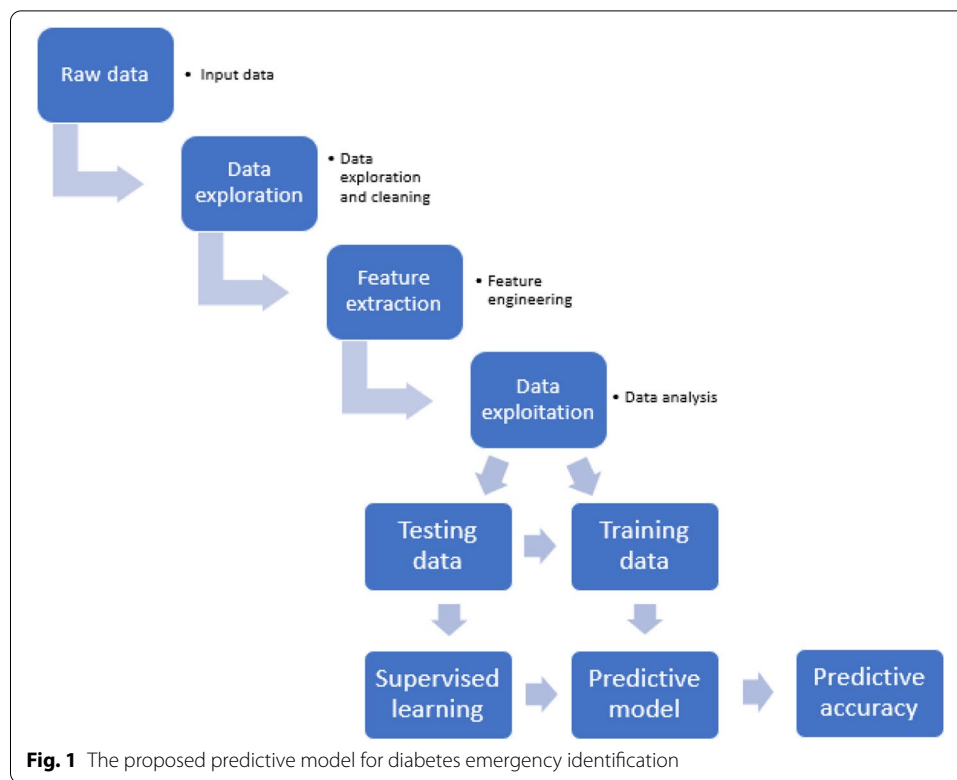 Raw data
• Input data
Data
exploration
• Data
exploration
and cleaning
Feature
extraction
• Feature
engineering
Data
exploitation
• Data analysis
Testing
data
Training
data
Supervised
learning
Predictive
model
Predictive
accuracy
Fig. 1 The proposed predictive model for diabetes emergency identification